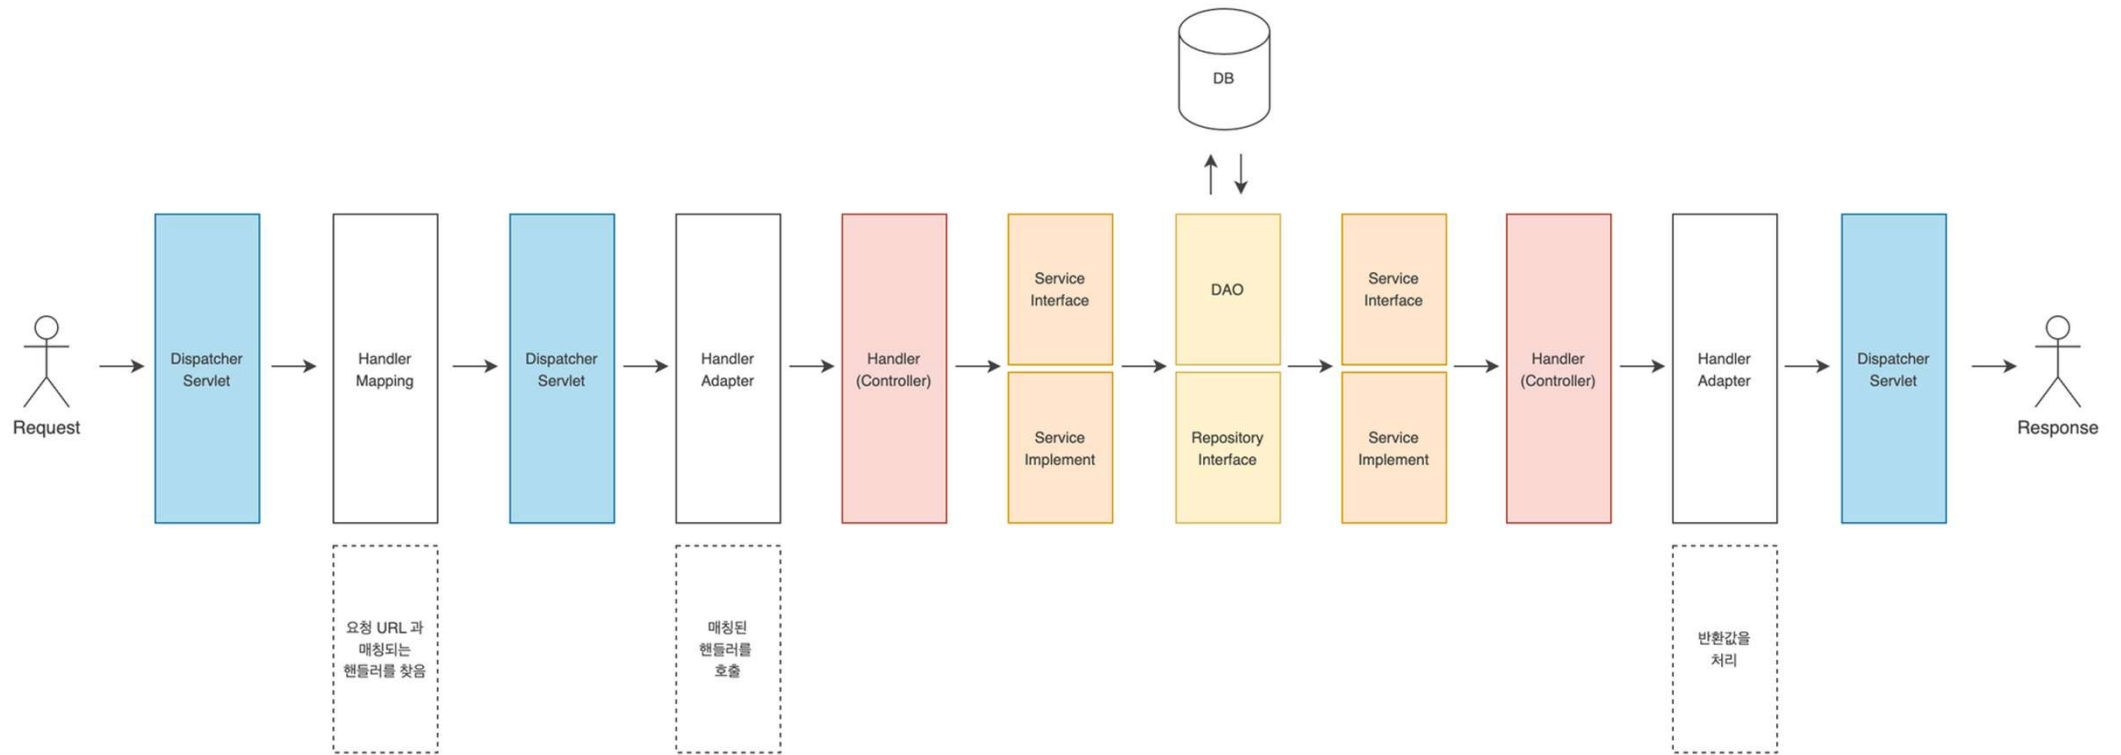 DB
Request
Dispatcher
Servlet
Handler
Mapping
Dispatcher
Servlet
Handler
Adapter
Handler
(Controller)
Service
Interface
Service
Implement
DAO
Repository
Interface
Service
Interface
Service
Implement
Handler
(Controller)
Handler
Adapter
Dispatcher
Servlet
Response
요청 URL 과
매칭되는
핸들러를 찾음
매칭된
핸들러를
호출
반환값을
처리